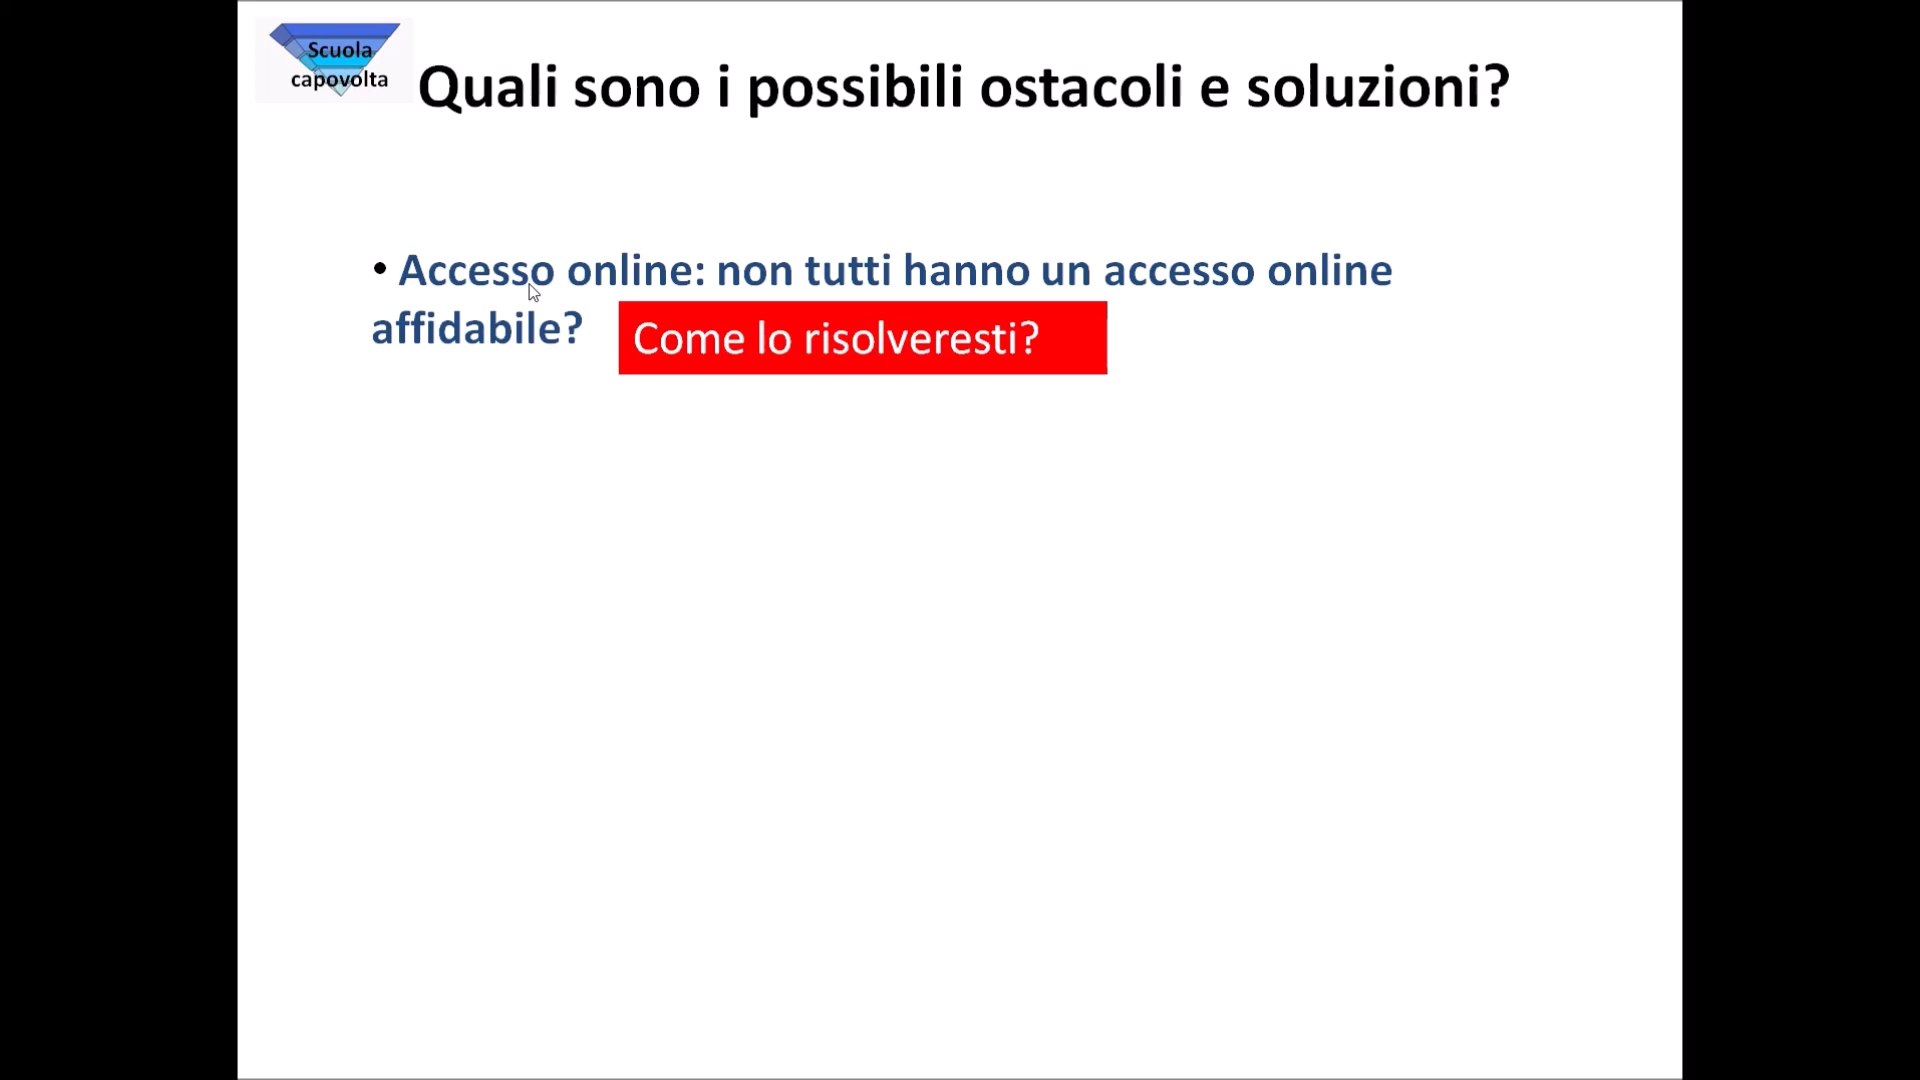 Scuola
capovolta
Quali sono i possibili ostacoli e soluzioni?
• Accesso online: non tutti hanno un accesso online
affidabile?
Come lo risolveresti?